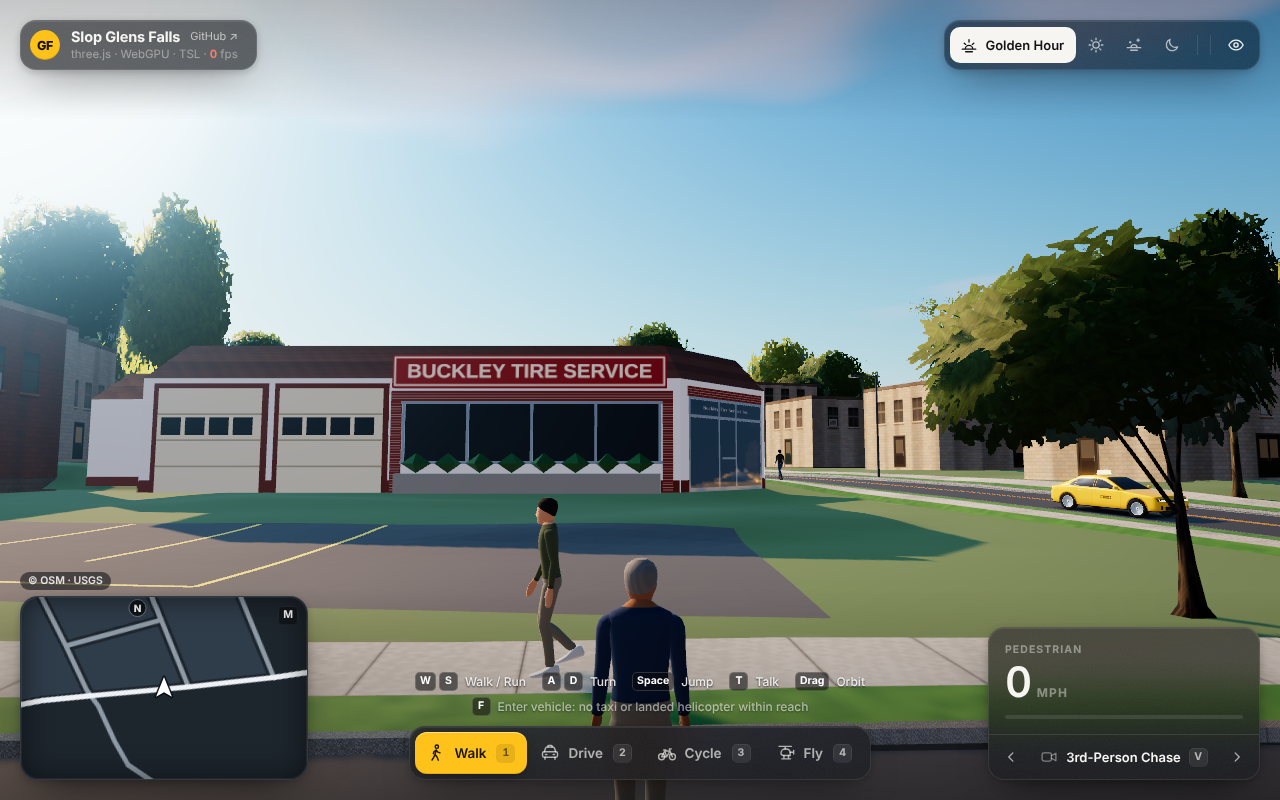 GF
Slop Glens Falls GitHub ↗
three.js · WebGPU · TSL · 0 fps
Golden Hour
BUCKLEY TIRE SERVICE
© OSM · USGS
N
M
W S Walk / Run A D Turn Space Jump T Talk Drag Orbit
F Enter vehicle: no taxi or landed helicopter within reach
Walk 1 Drive 2 Cycle 3 Fly 4
PEDESTRIAN
0 MPH
3rd-Person Chase V